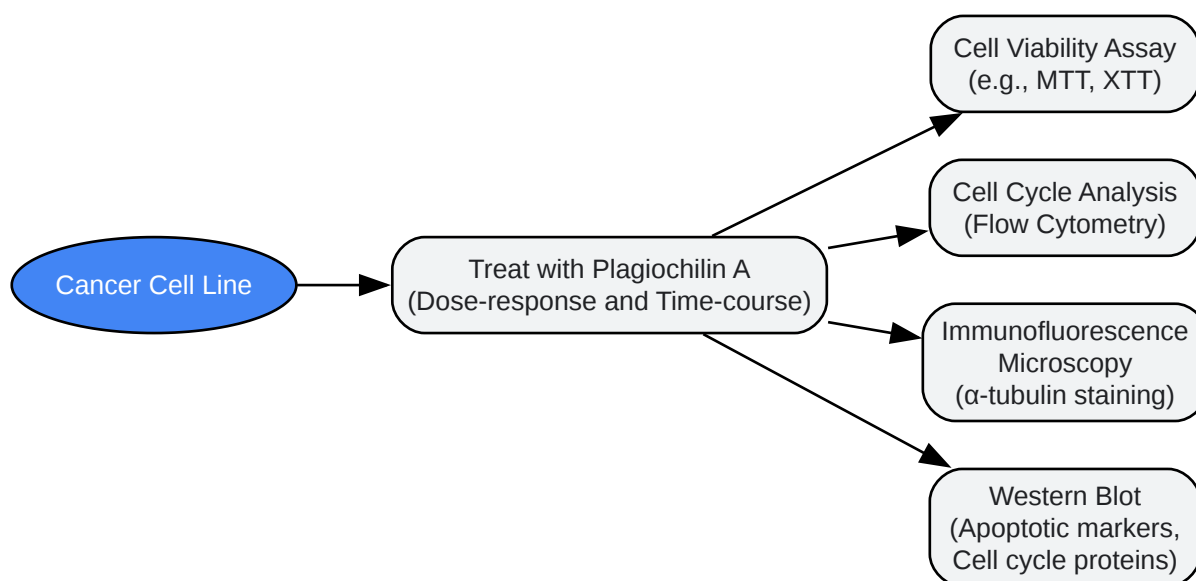 Cancer Cell Line
Treat with Plagiochilin A
(Dose-response and Time-course)
Cell Viability Assay
(e.g., MTT, XTT)
Cell Cycle Analysis
(Flow Cytometry)
Immunofluorescence
Microscopy
(α-tubulin staining)
Western Blot
(Apoptotic markers,
Cell cycle proteins)